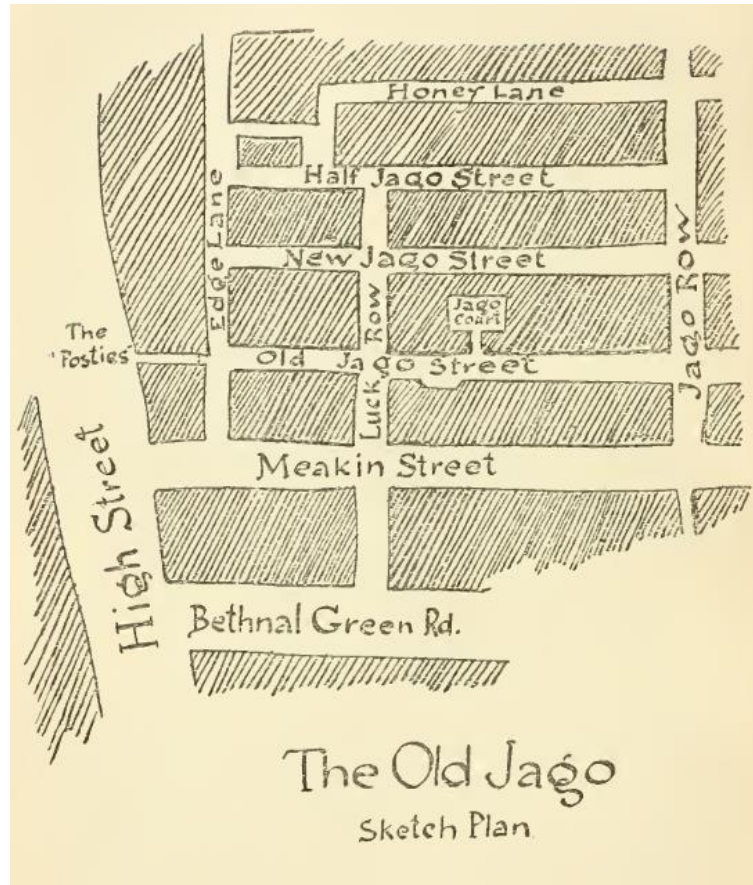 Honey Lane
Half Jago Street
Edge Lane
New Jago Street
Jago Row
Jago
Court
Luck Row
The
'Posties'
Old Jago Street
Meakin Street
High Street
Bethnal Green Rd.
The Old Jago
Sketch Plan